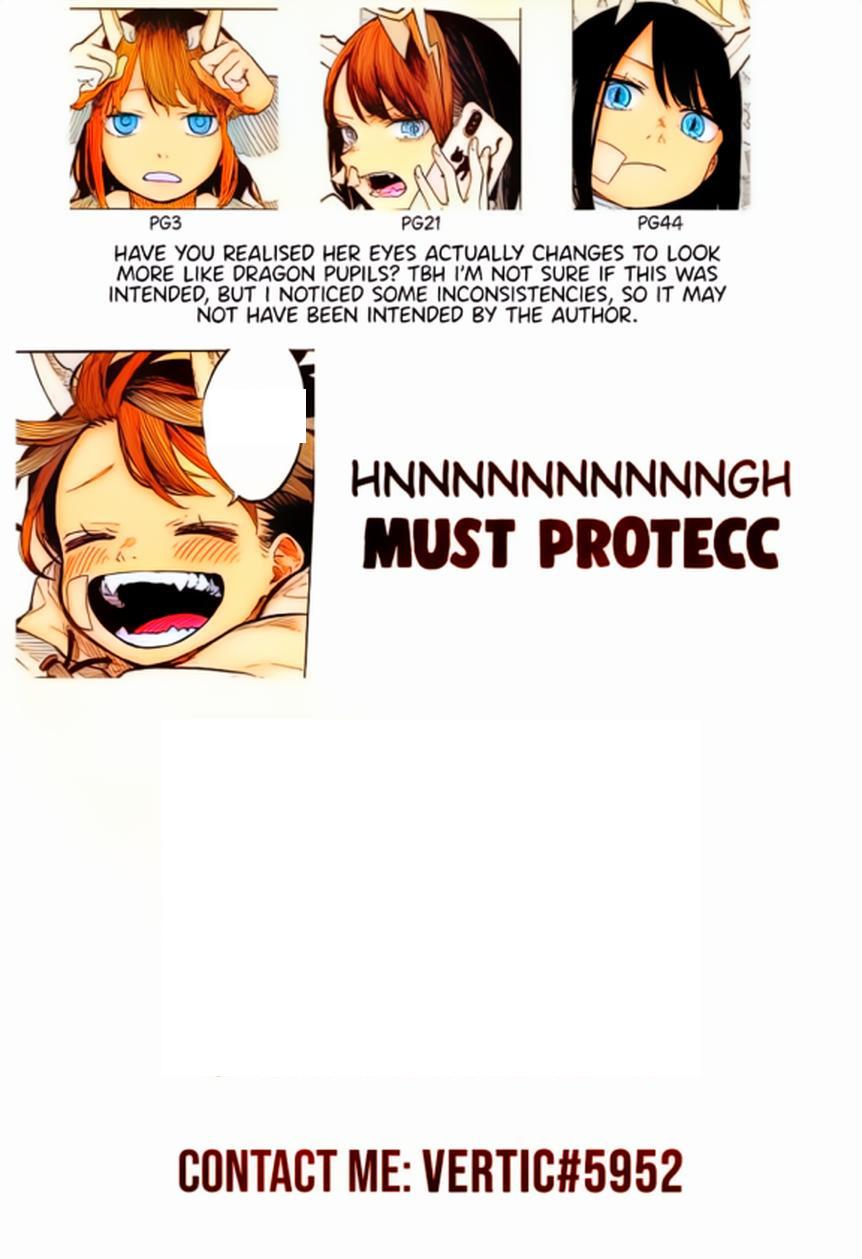 PG3
PG21
PG44
HAVE YOU REALISED HER EYES ACTUALLY CHANGES TO LOOK
MORE LIKE DRAGON PUPILS? TBH I'M NOT SURE IF THIS WAS
INTENDED, BUT I NOTICED SOME INCONSISTENCIES, SO IT MAY
NOT HAVE BEEN INTENDED BY THE AUTHOR.
HNNNNNNNNNNNGH
MUST PROTECC
CONTACT ME: VERTIC#5952